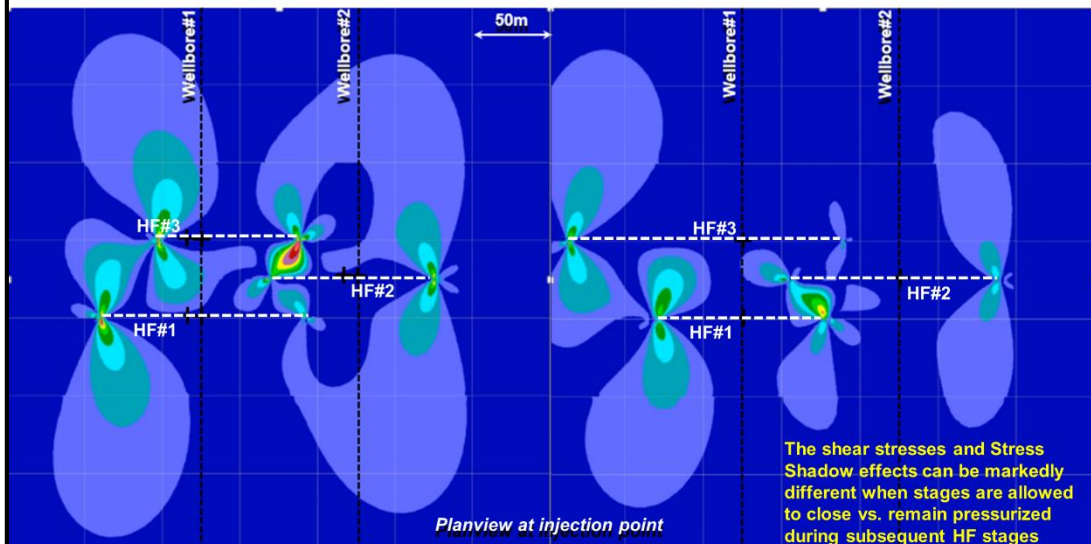 Wellbore#1
Wellbore#2
50m
Wellbore#1
Wellbore#2
HF#3
HF#2
HF#1
HF#3
HF#2
HF#1
The shear stresses and Stress
Shadow effects can be markedly
different when stages are allowed
to close vs. remain pressurized
during subsequent HF stages
Planview at injection point